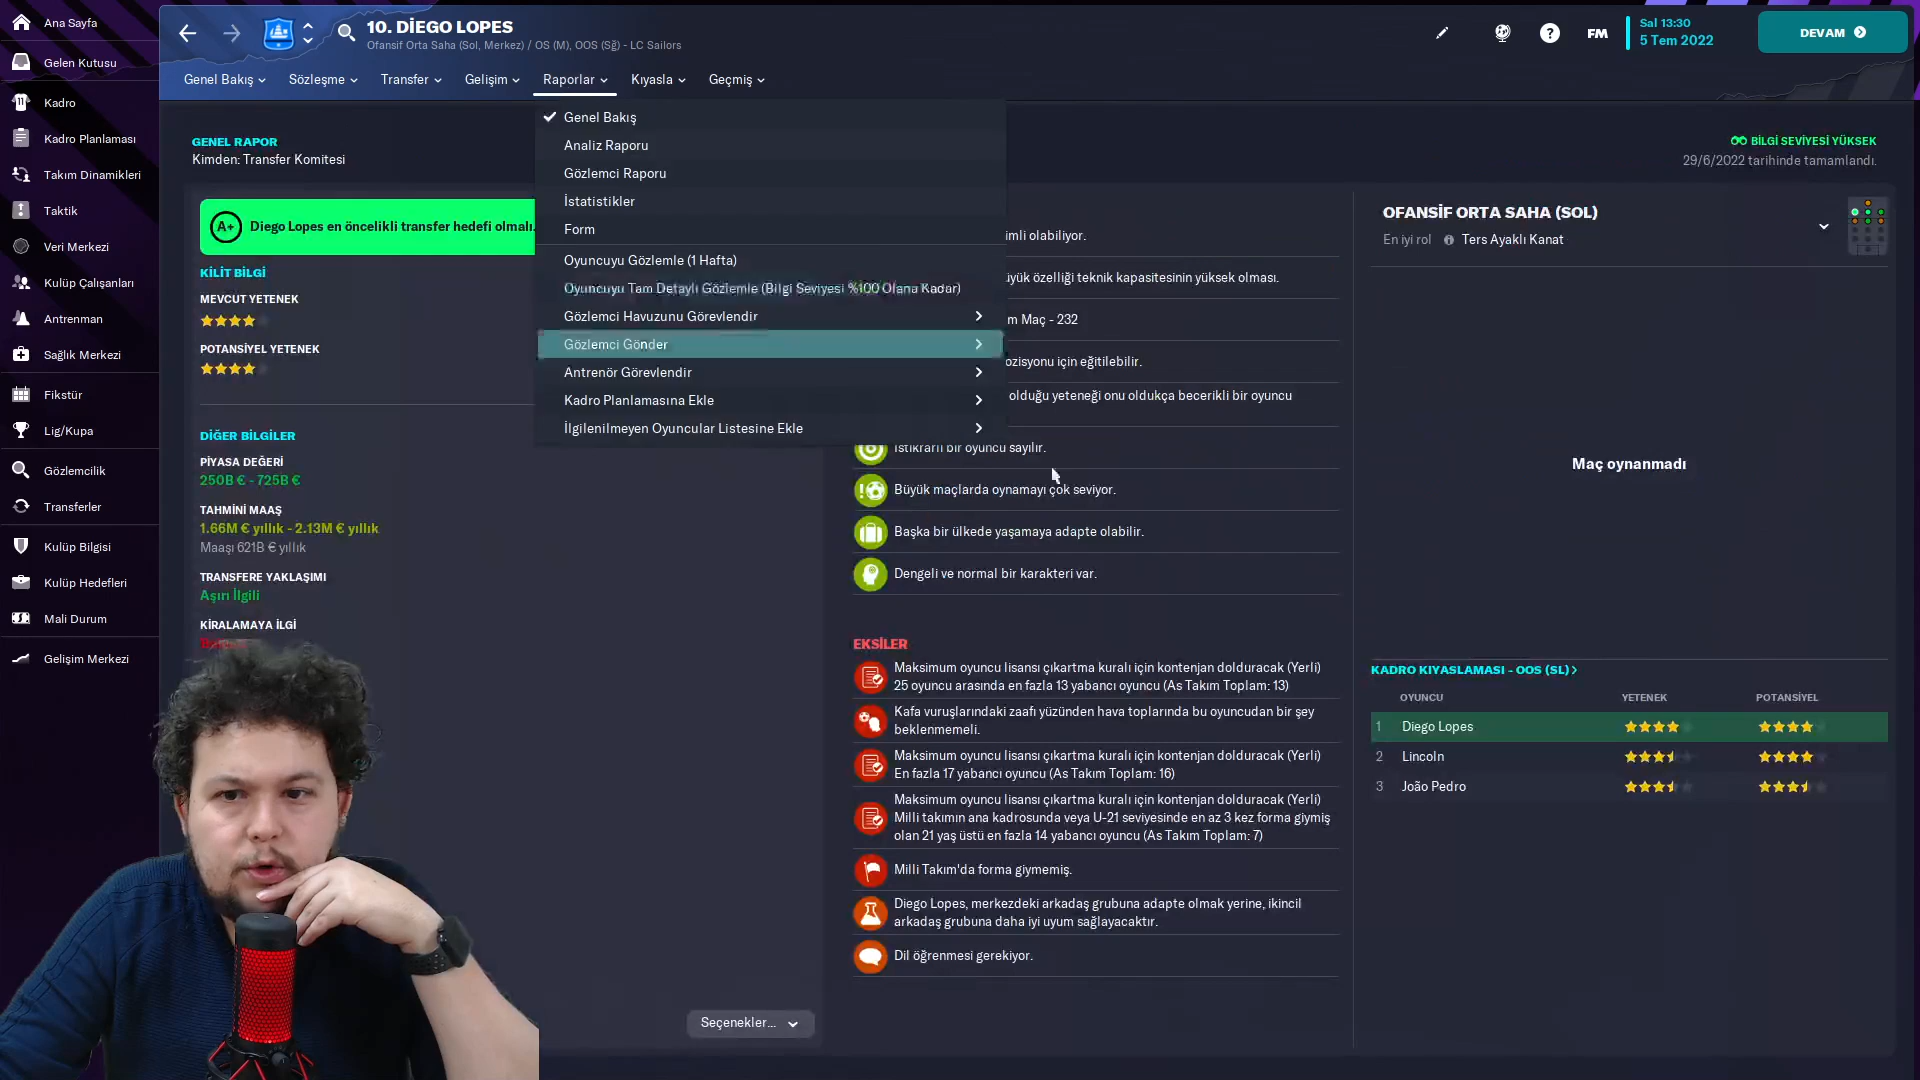 Ana Sayfa
Gelen Kutusu
Kadro
Kadro Planlaması
Takım Dinamikleri
Taktik
Veri Merkezi
Kulüp Çalışanları
Antrenman
Sağlık Merkezi
Fikstür
Lig/Kupa
Gözlemcilik
Transferler
Kulüp Bilgisi
Kulüp Hedefleri
Mali Durum
Gelişim Merkezi
10. DİEGO LOPES
Ofansif Orta Saha (Sol, Merkez) / OS (M), OOS (Sğ) - LC Sailors
FM
Sal 13:30
5 Tem 2022
DEVAM
Genel Bakış
Sözleşme
Transfer
Gelişim
Raporlar
Kıyasla
Geçmiş
GENEL RAPOR
Kimden: Transfer Komitesi
A+ Diego Lopes en öncelikli transfer hedefi olmalı.
KİLİT BİLGİ
MEVCUT YETENEK
POTANSİYEL YETENEK
DİĞER BİLGİLER
PİYASA DEĞERİ
250B € - 725B €
TAHMİNİ MAAŞ
1.66M € yıllık - 2.13M € yıllık
Maaşı 621B € yıllık
TRANSFERE YAKLAŞIMI
Aşırı İlgili
KİRALAMAYA İLGİ
Genel Bakış
Analiz Raporu
Gözlemci Raporu
İstatistikler
Form
Oyuncuyu Gözlemle (1 Hafta)
Oyuncuyu Tam Detaylı Gözlemle (Bilgi Seviyesi %100 Olana Kadar)
Gözlemci Havuzunu Görevlendir
Gözlemci Gönder
Antrenör Görevlendir
Kadro Planlamasına Ekle
İlgilenilmeyen Oyuncular Listesine Ekle
imli olabiliyor.
üyük özelliği teknik kapasitesinin yüksek olması.
m Maç - 232
ozisyonu için eğitilebilir.
olduğu yeteneği onu oldukça becerikli bir oyuncu
İstikrarlı bir oyuncu sayılır.
Büyük maçlarda oynamayı çok seviyor.
Başka bir ülkede yaşamaya adapte olabilir.
Dengeli ve normal bir karakteri var.
EKSİLER
Maksimum oyuncu lisansı çıkartma kuralı için kontenjan dolduracak (Yerli)
25 oyuncu arasında en fazla 13 yabancı oyuncu (As Takım Toplam: 13)
Kafa vuruşlarındaki zaafı yüzünden hava toplarında bu oyuncudan bir şey
beklenmemeli.
Maksimum oyuncu lisansı çıkartma kuralı için kontenjan dolduracak (Yerli)
En fazla 17 yabancı oyuncu (As Takım Toplam: 16)
Maksimum oyuncu lisansı çıkartma kuralı için kontenjan dolduracak (Yerli)
Milli takımın ana kadrosunda veya U-21 seviyesinde en az 3 kez forma giymiş
olan 21 yaş üstü en fazla 14 yabancı oyuncu (As Takım Toplam: 7)
Milli Takım'da forma giymemiş.
Diego Lopes, merkezdeki arkadaş grubuna adapte olmak yerine, ikincil
arkadaş grubuna daha iyi uyum sağlayacaktır.
Dil öğrenmesi gerekiyor.
Seçenekler...
BİLGİ SEVİYESİ YÜKSEK
29/6/2022 tarihinde tamamlandı.
OFANSİF ORTA SAHA (SOL)
En iyi rol Ters Ayaklı Kanat
Maç oynanmadı
KADRO KIYASLAMASI - OOS (SL)
OYUNCU YETENEK POTANSİYEL
1 Diego Lopes
2 Lincoln
3 João Pedro